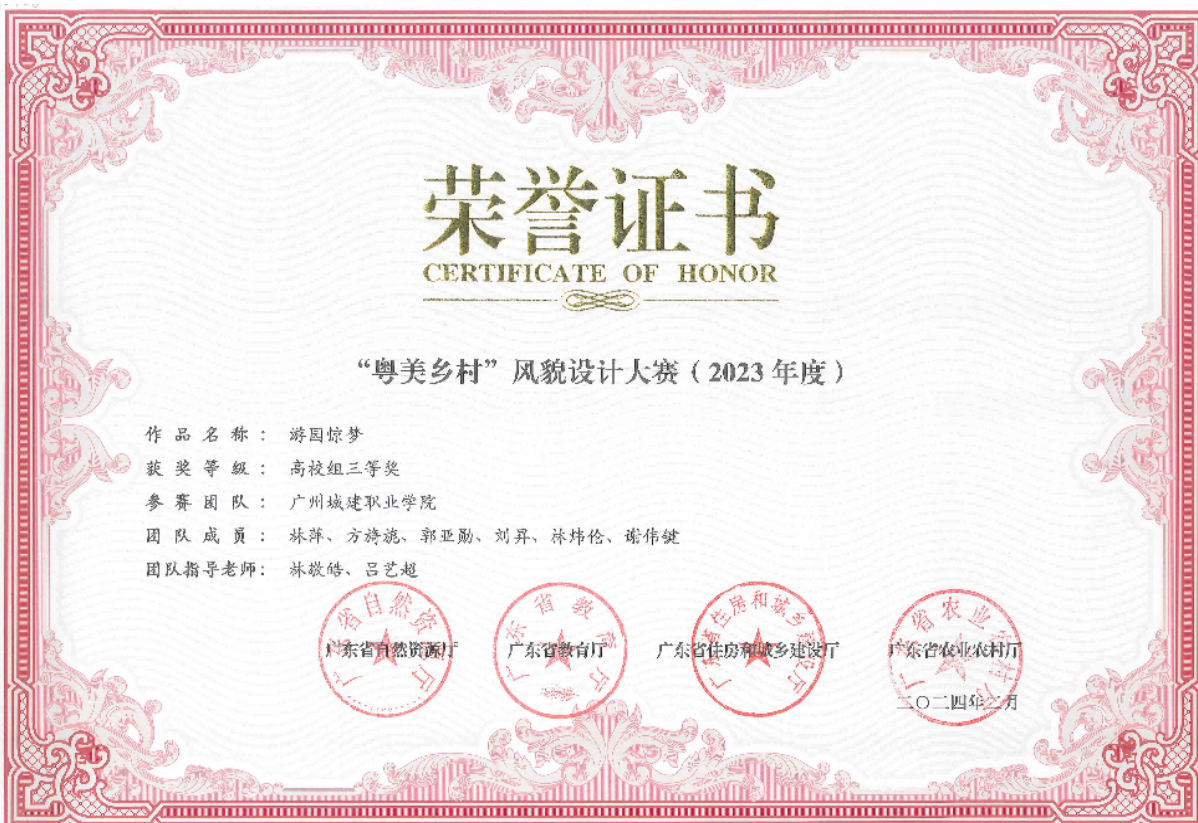 荣誉证书
CERTIFICATE OF HONOR
“粤美乡村”风貌设计大赛（2023 年度）
作品名称： 游园惊梦
获奖等级： 高校组三等奖
参赛团队： 广州城建职业学院
团队成员： 林萍、方旖旎、郭亚勋、刘昇、林炜伦、谢伟键
团队指导老师： 林敬皓、吕艺超
广东省自然资源厅 广东省教育厅 广东省住房和城乡建设厅 广东省农业农村厅
二〇二四年二月